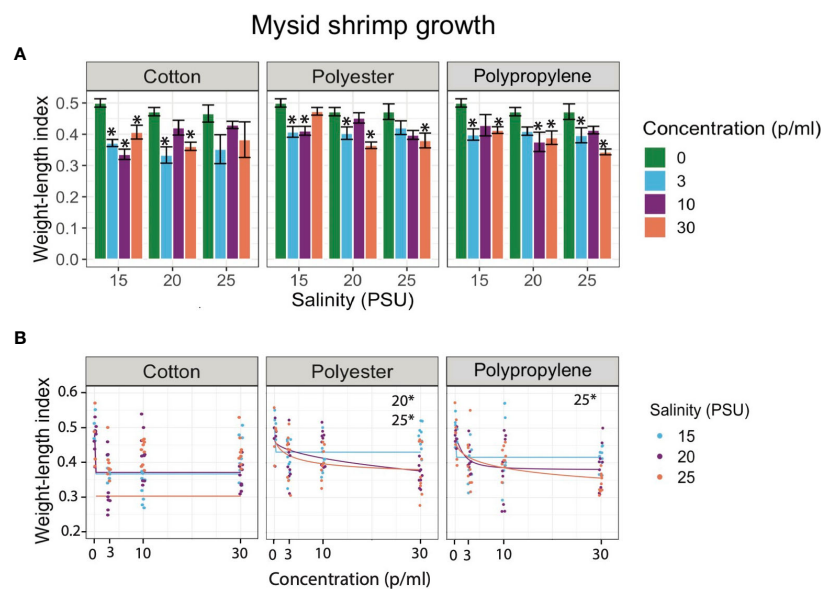 Mysid shrimp growth
A
Cotton Polyester Polypropylene
Weight-length index
0.5
0.4
0.3
0.2
0.1
0.0
* * * * *
* * * * *
* * * * * *
15 20 25 15 20 25 15 20 25
Salinity (PSU)
Concentration (p/ml)
0
3
10
30
B
Cotton Polyester Polypropylene
Weight-length index
0.6
0.5
0.4
0.3
0.2
20*
25*
25*
0 3 10 30 0 3 10 30 0 3 10 30
Concentration (p/ml)
Salinity (PSU)
15
20
25